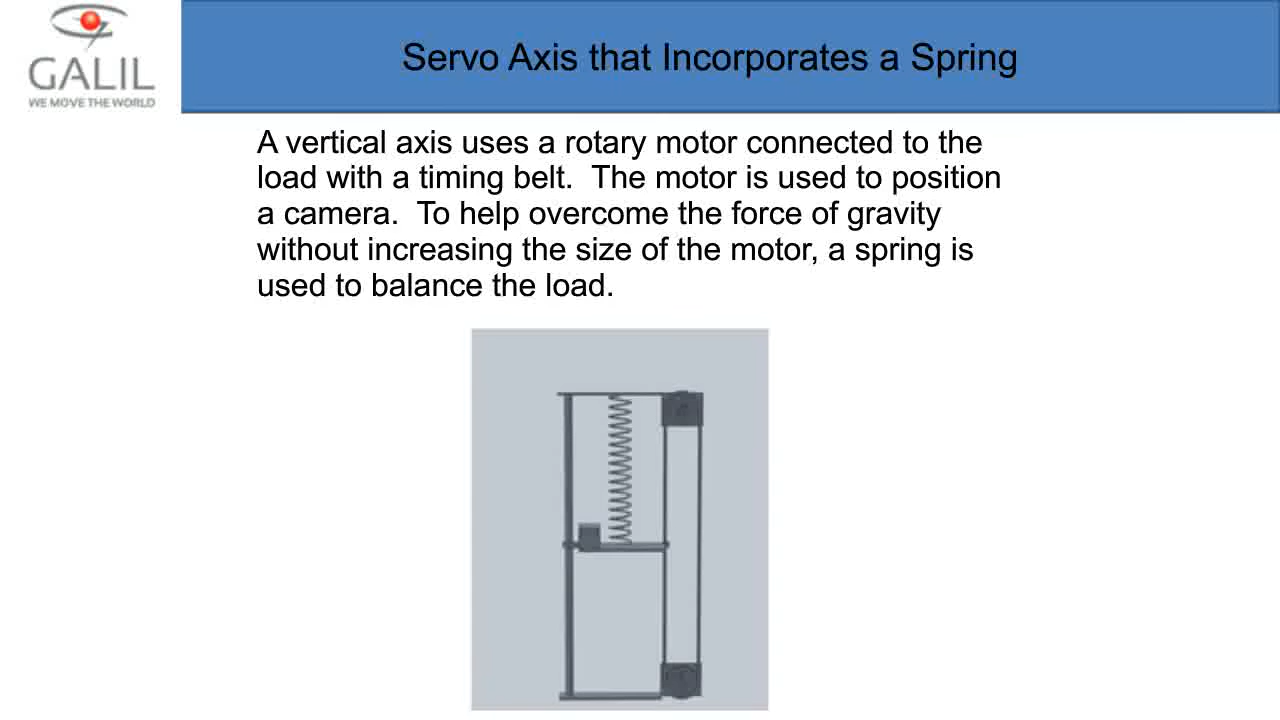 GALIL
WE MOVE THE WORLD
Servo Axis that Incorporates a Spring
A vertical axis uses a rotary motor connected to the
load with a timing belt.  The motor is used to position
a camera.  To help overcome the force of gravity
without increasing the size of the motor, a spring is
used to balance the load.